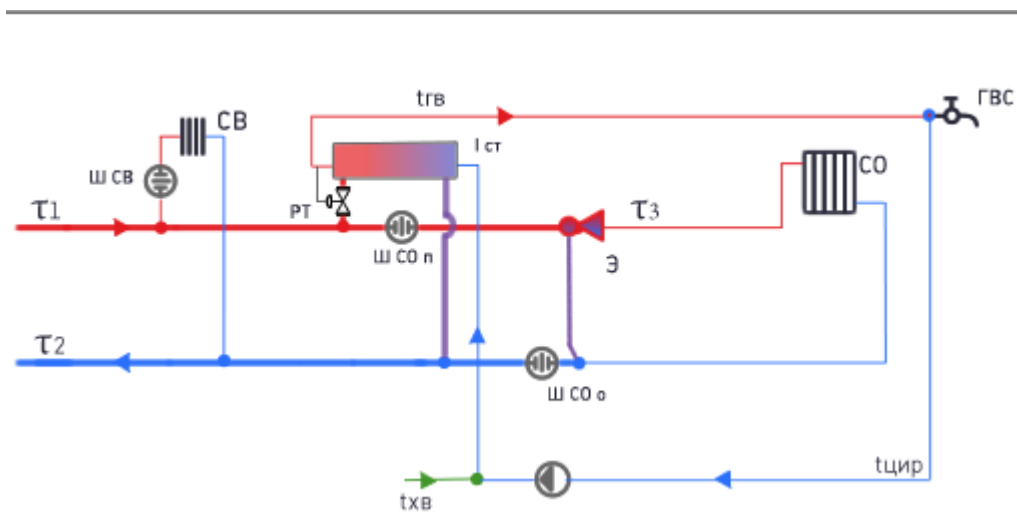 tгв
ГВС
СВ
I ст
СО
Ш СВ
РТ
τ1
τ3
Ш СО п
Э
τ2
Ш СО о
tцир
tхв